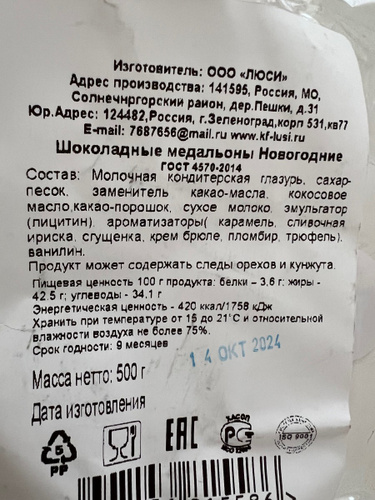 Изготовитель: ООО «ЛЮСИ»
Адрес производства: 141595, Россия, МО,
Солнечнргорский район, дер.Пешки, д.31
Юр.Адрес: 124482,Россия, г.Зеленоград,корп 531,кв77
E-mail: 7687656@mail.ru www.kf-lusi.ru
Шоколадные медальоны Новогодние
ГОСТ 4570-2014
Состав: Молочная кондитерская глазурь, сахар-
песок, заменитель какао-масла, кокосовое
масло,какао-порошок, сухое молоко, эмульгатор
(лицитин), ароматизаторы( карамель, сливочная
ириска, сгущенка, крем брюле, пломбир, трюфель),
ванилин.
Продукт может содержать следы орехов и кунжута.
Пищевая ценность 100 г продукта: белки – 3,6 г; жиры -
42.5 г; углеводы - 34.1 г
Энергетическая ценность - 420 ккал/1758 кДж
Хранить при температуре от 15 до 21°С и относительной
влажности воздуха не более 75%.
Срок годности: 9 месяцев
14 ОКТ 2024
Масса нетто: 500 г
Дата изготовления
5
PP
EAC
РСТ
ISO 9001